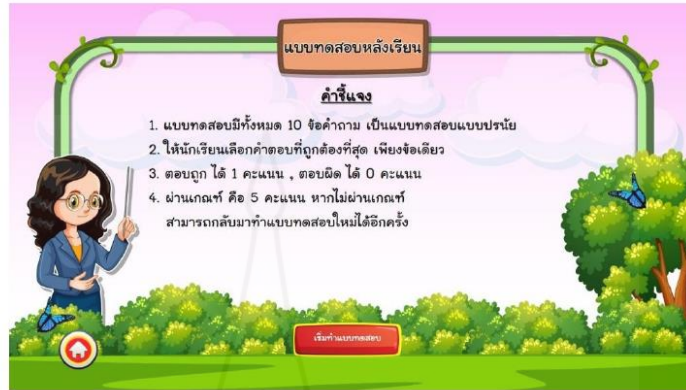 แบบทดสอบหลังเรียน
คำชี้แจง
1. แบบทดสอบมีทั้งหมด 10 ข้อคำถาม เป็นแบบทดสอบแบบปรนัย
2. ให้นักเรียนเลือกคำตอบที่ถูกต้องที่สุด เพียงข้อเดียว
3. ตอบถูก ได้ 1 คะแนน , ตอบผิด ได้ 0 คะแนน
4. ผ่านเกณฑ์ คือ 5 คะแนน หากไม่ผ่านเกณฑ์
สามารถกลับมาทำแบบทดสอบใหม่ได้อีกครั้ง
เริ่มทำแบบทดสอบ